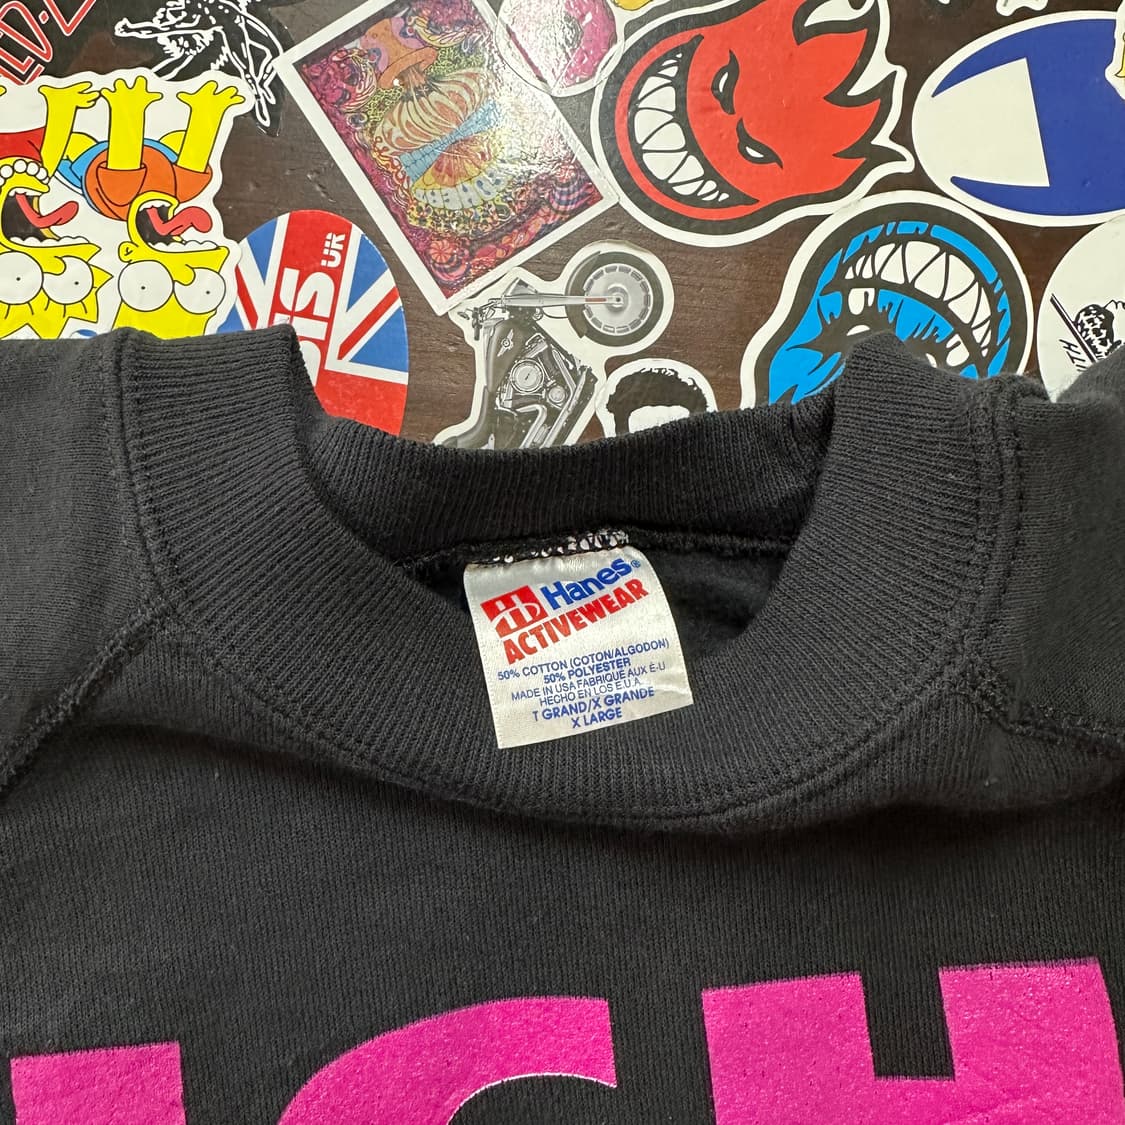 UK
Hanes®
ACTIVEWEAR
50% COTTON (COTON/ALGODON)
50% POLYESTER
MADE IN USA FABRIQUÉ AUX É-U
HECHO EN LOS E.U.A.
T GRAND/X GRANDE
X LARGE